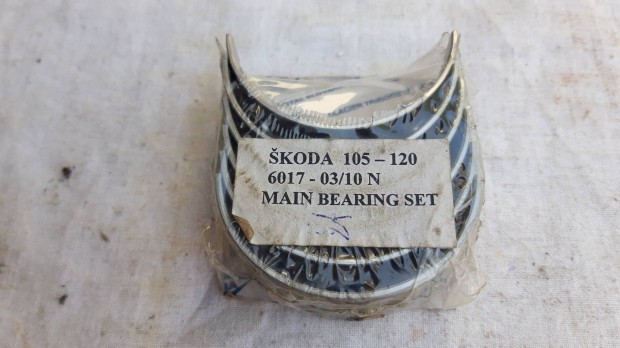 ŠKODA 105 – 120
6017 - 03/10 N
MAIN BEARING SET